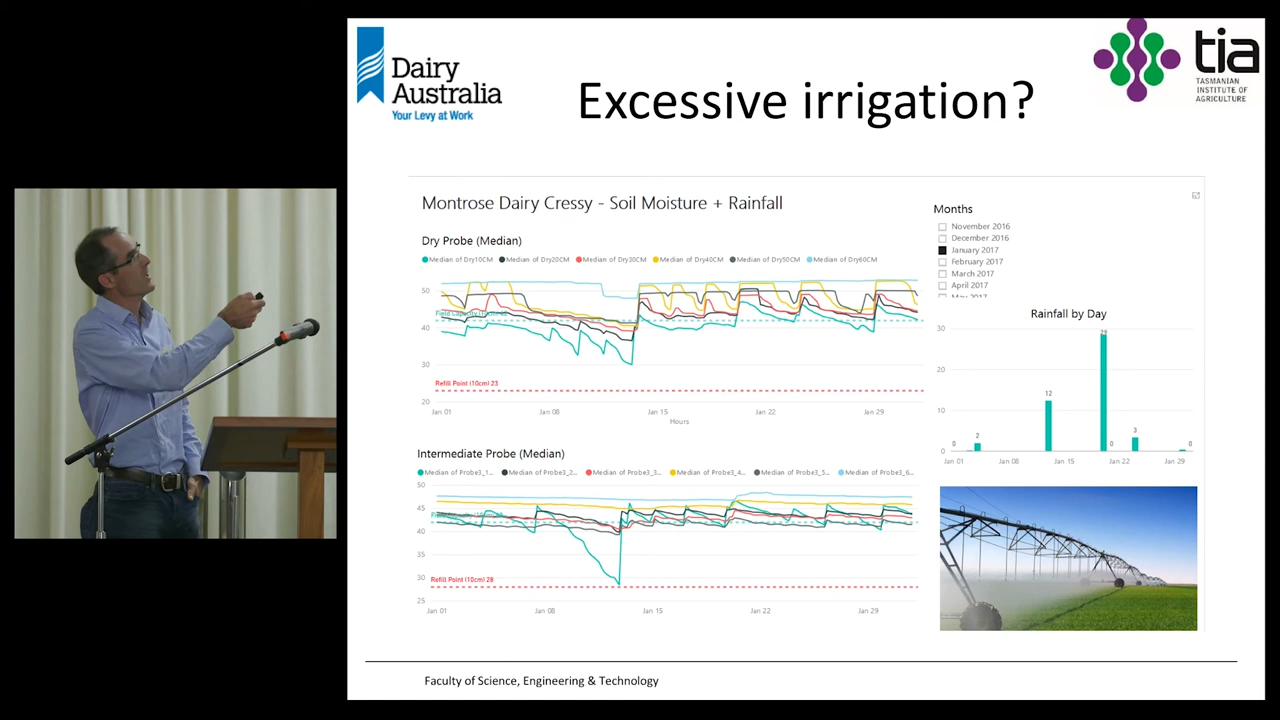 Dairy
Australia
Your Levy at Work
Excessive irrigation?
tia
TASMANIAN
INSTITUTE OF
AGRICULTURE
Montrose Dairy Cressy - Soil Moisture + Rainfall
Dry Probe (Median)
Median of Dry10CM Median of Dry20CM Median of Dry30CM Median of Dry40CM Median of Dry50CM Median of Dry60CM
50
40
30
20
Refill Point (10cm) 23
Jan 01 Jan 08 Jan 15 Jan 22 Jan 29
Hours
Months
November 2016
December 2016
January 2017
February 2017
March 2017
April 2017
May 2017
Rainfall by Day
30
20
10
0
0 2 12 29 0 3 0
Jan 01 Jan 08 Jan 15 Jan 22 Jan 29
Intermediate Probe (Median)
Median of Probe3_1... Median of Probe3_2... Median of Probe3_3... Median of Probe3_4... Median of Probe3_5... Median of Probe3_6...
50
45
40
35
30
25
Refill Point (10cm) 28
Jan 01 Jan 08 Jan 15 Jan 22 Jan 29
Faculty of Science, Engineering & Technology